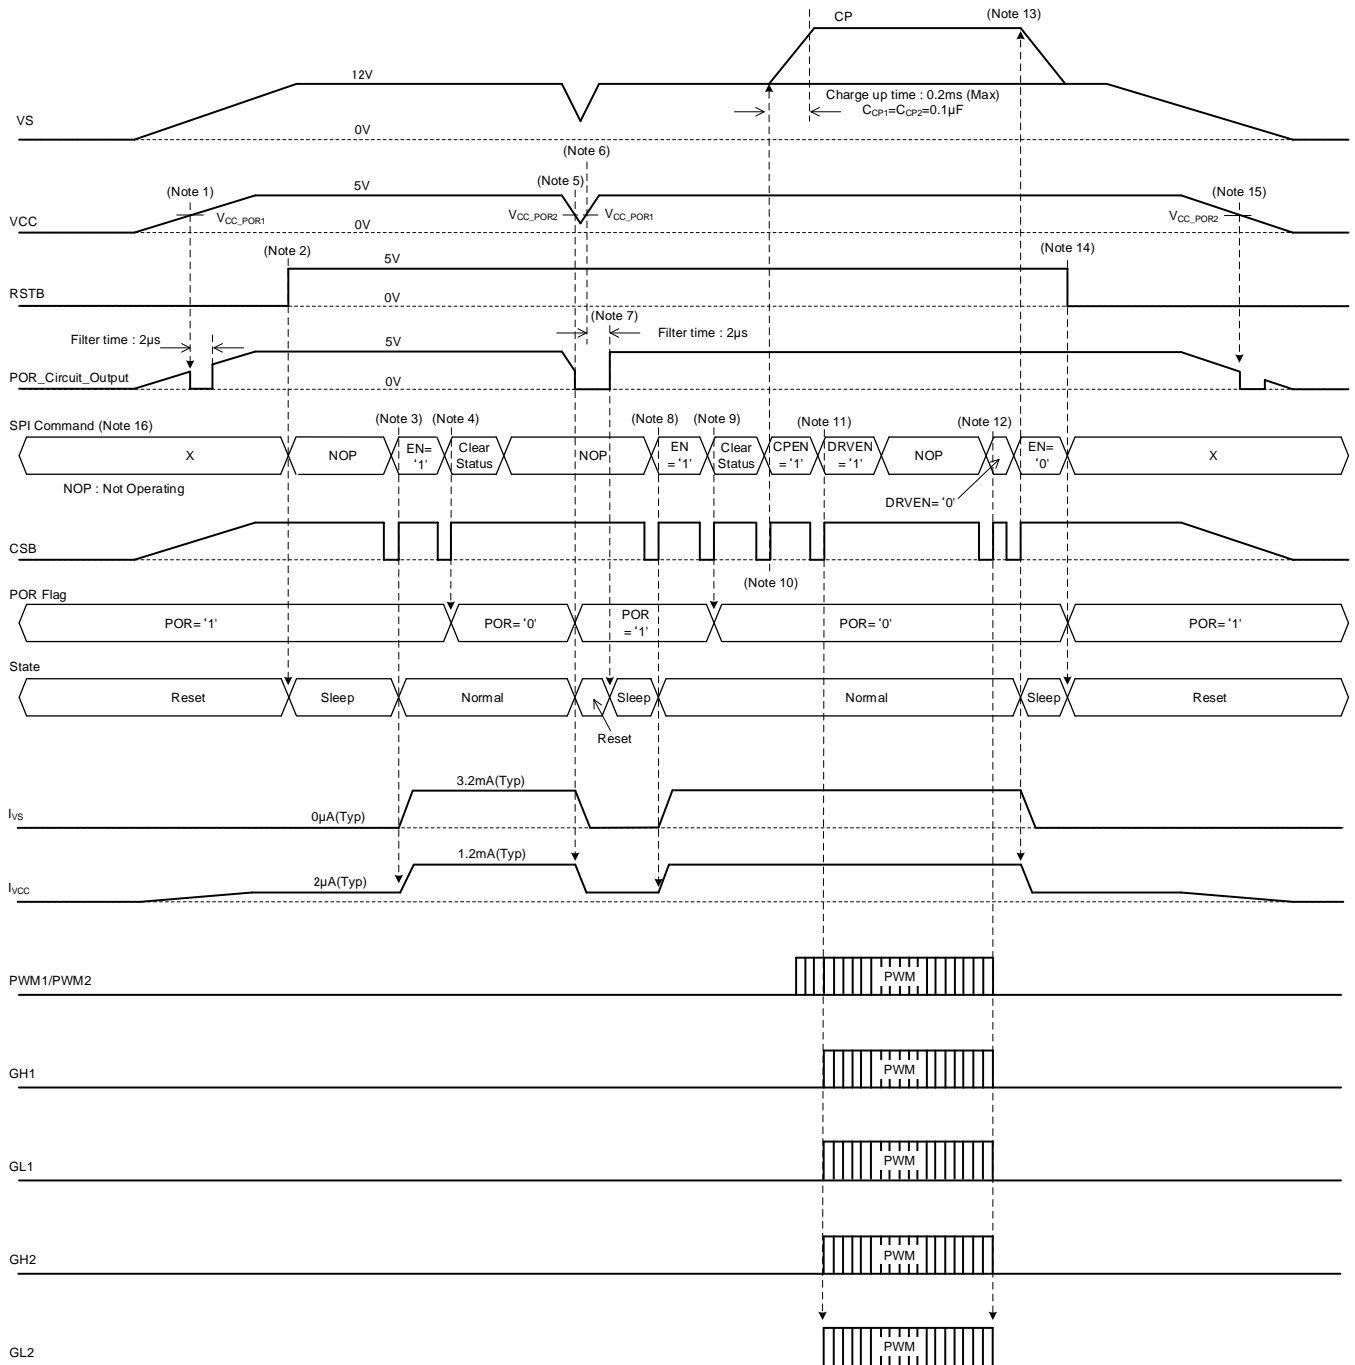 CP
(Note 13)
12V
Charge up time : 0.2ms (Max)
CCP1=CCP2=0.1µF
VS
0V
(Note 6)
(Note 1)
5V
(Note 5)
(Note 15)
VCC
VCC_POR1
VCC_POR2
VCC_POR1
VCC_POR2
0V
(Note 2)
(Note 14)
5V
RSTB
0V
(Note 7)
Filter time : 2µs
5V
Filter time : 2µs
POR_Circuit_Output
0V
SPI Command (Note 16)
(Note 3)
(Note 4)
(Note 8)
(Note 9)
(Note 11)
(Note 12)
X
NOP
EN=
‘1'
Clear
Status
NOP
EN
= ‘1'
Clear
Status
CPEN
= ‘1'
DRVEN
= ‘1'
NOP
EN=
‘0'
X
NOP : Not Operating
DRVEN= ‘0'
CSB
(Note 10)
POR Flag
POR= ‘1'
POR= ‘0'
POR
= ‘1'
POR= ‘0'
POR= ‘1'
State
Reset
Sleep
Normal
Sleep
Normal
Sleep
Reset
Reset
3.2mA(Typ)
IVS
0µA(Typ)
1.2mA(Typ)
IVCC
2µA(Typ)
PWM1/PWM2
PWM
GH1
PWM
GL1
PWM
GH2
PWM
GL2
PWM